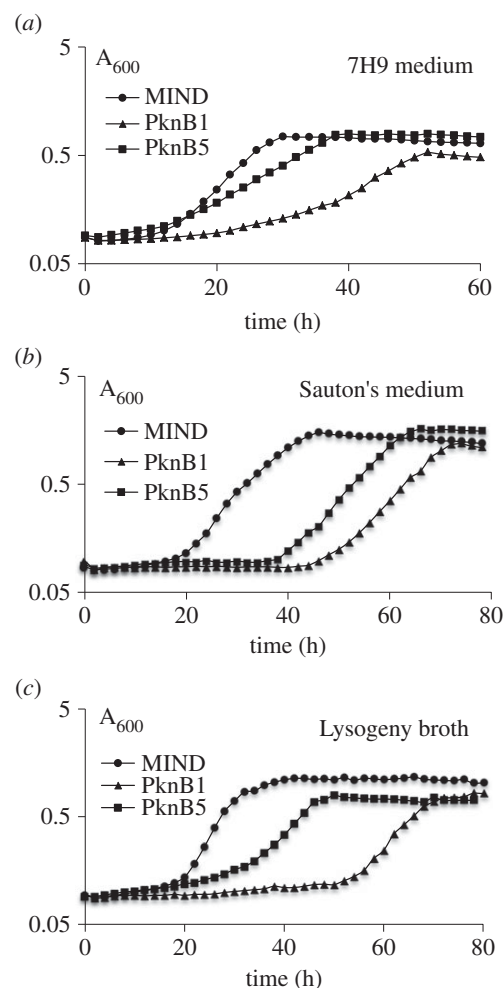 (a)
5
A600
7H9 medium
MIND
PknB1
PknB5
0.5
0.05
0 20 40 60
time (h)
(b)
5
A600
Sauton's medium
MIND
PknB1
PknB5
0.5
0.05
0 20 40 60 80
time (h)
(c)
5
A600
Lysogeny broth
MIND
PknB1
PknB5
0.5
0.05
0 20 40 60 80
time (h)